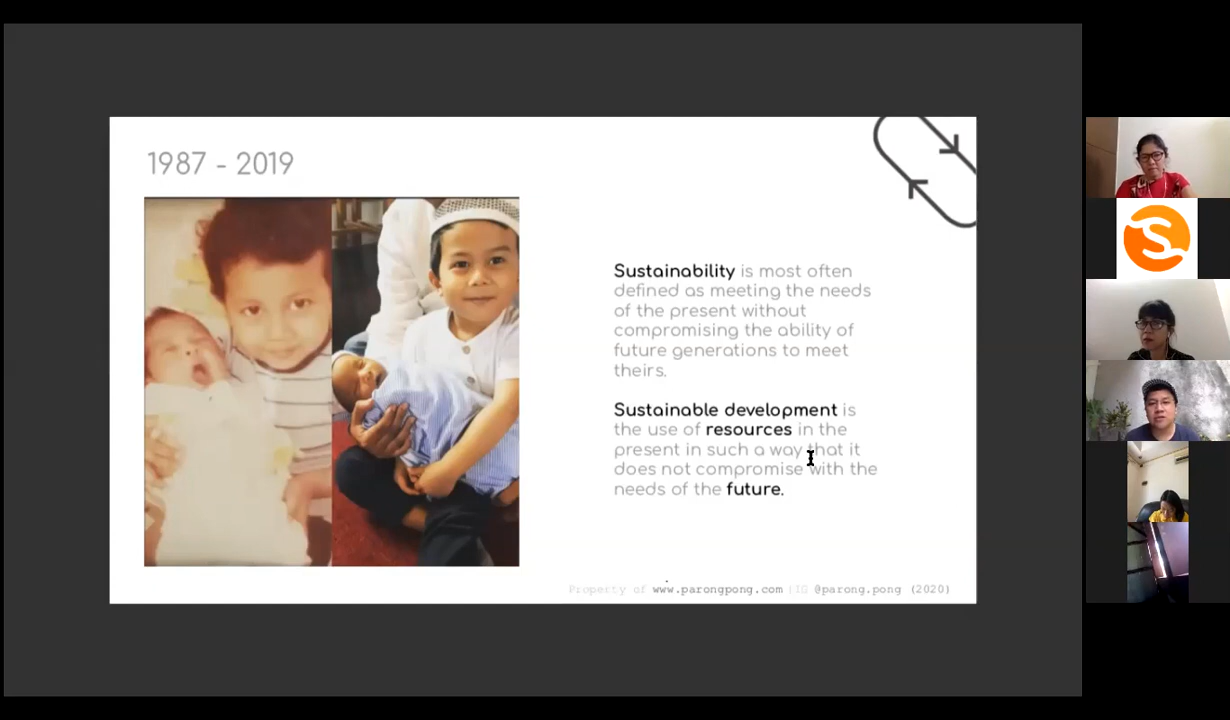 1987 - 2019
Sustainability is most often
defined as meeting the needs
of the present without
compromising the ability of
future generations to meet
theirs.
Sustainable development is
the use of resources in the
present in such a way that it
does not compromise with the
needs of the future.
Property of www.parongpong.com |IG @parong.pong (2020)
S